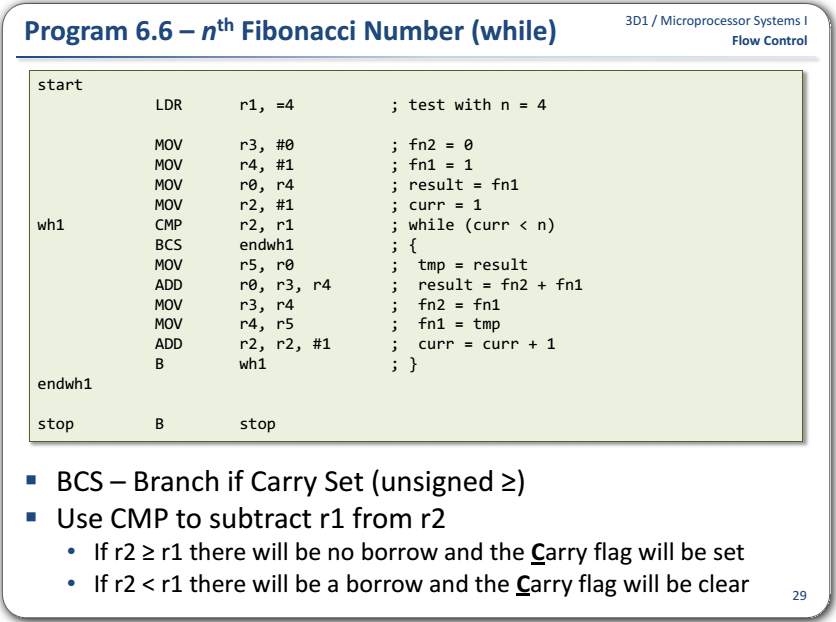 Program 6.6 – nth Fibonacci Number (while)
3D1 / Microprocessor Systems I
Flow Control
start
LDR r1, =4 ; test with n = 4
MOV r3, #0 ; fn2 = 0
MOV r4, #1 ; fn1 = 1
MOV r0, r4 ; result = fn1
MOV r2, #1 ; curr = 1
wh1 CMP r2, r1 ; while (curr < n)
BCS endwh1 ; {
MOV r5, r0 ; tmp = result
ADD r0, r3, r4 ; result = fn2 + fn1
MOV r3, r4 ; fn2 = fn1
MOV r4, r5 ; fn1 = tmp
ADD r2, r2, #1 ; curr = curr + 1
B wh1 ; }
endwh1
stop B stop
▪ BCS – Branch if Carry Set (unsigned ≥)
▪ Use CMP to subtract r1 from r2
• If r2 ≥ r1 there will be no borrow and the Carry flag will be set
• If r2 < r1 there will be a borrow and the Carry flag will be clear
29